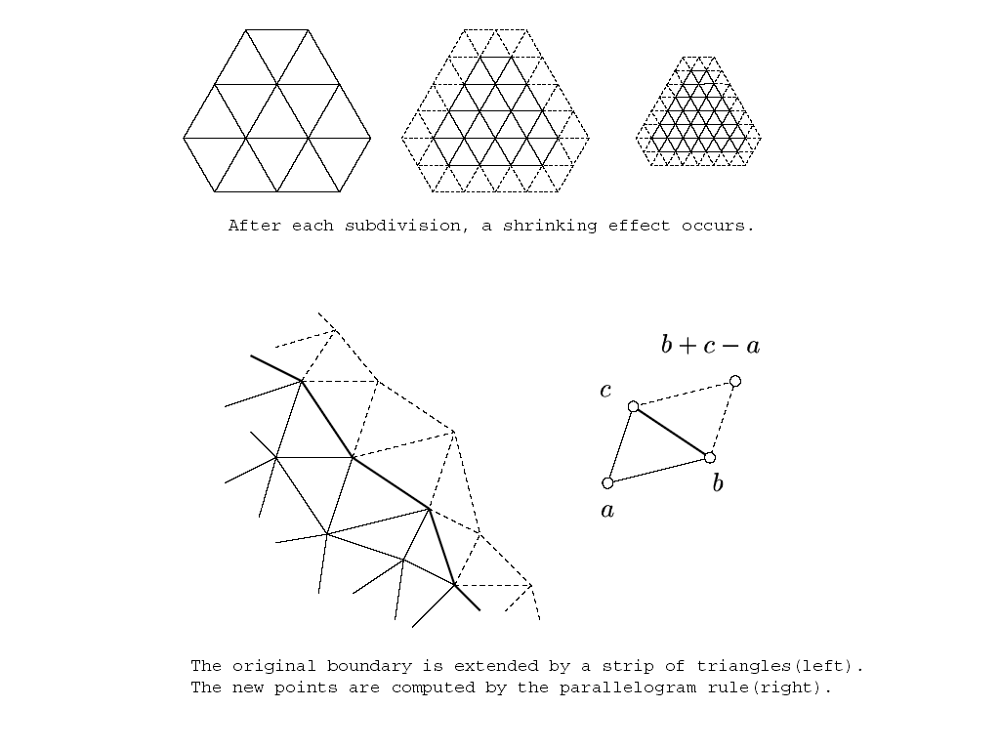 After each subdivision, a shrinking effect occurs.
b + c − a
c
b
a
The original boundary is extended by a strip of triangles(left).
The new points are computed by the parallelogram rule(right).